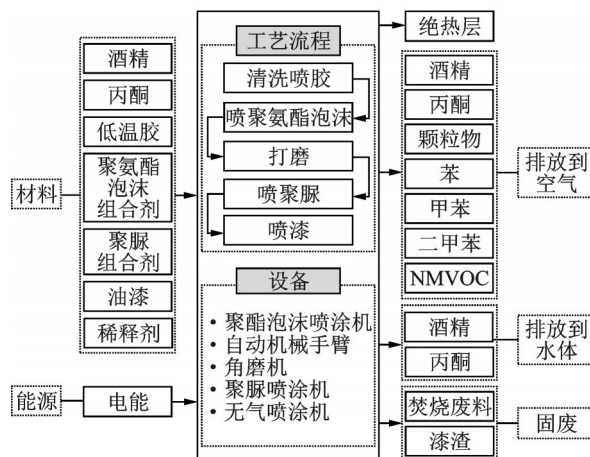 材料
酒精
丙酮
低温胶
聚氨酯
泡沫
组合剂
聚脲
组合剂
油漆
稀释剂
能源
电能
工艺流程
清洗喷胶
喷聚氨酯泡沫
打磨
喷聚脲
喷漆
设备
· 聚酯泡沫喷涂机
· 自动机械手臂
· 角磨机
· 聚脲喷涂机
· 无气喷涂机
绝热层
酒精
丙酮
颗粒物
苯
甲苯
二甲苯
NMVOC
排放到
空气
酒精
丙酮
排放到
水体
焚烧废料
漆渣
固废